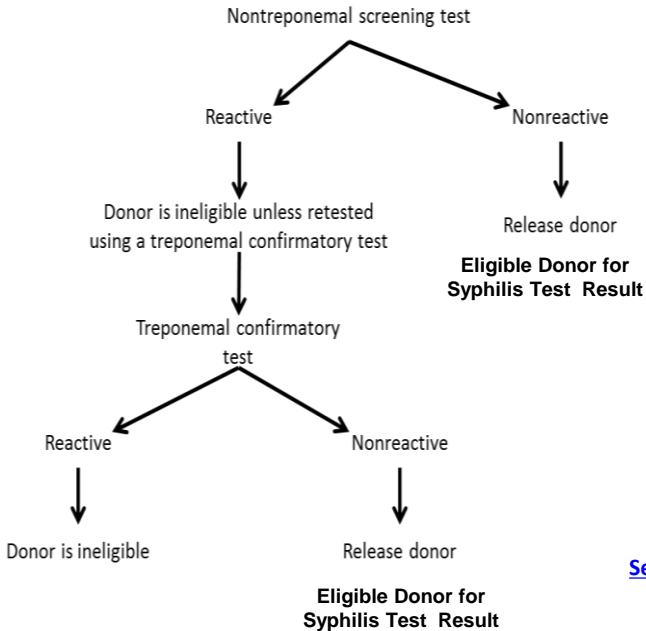 Nontreponemal screening test
Reactive
Nonreactive
Donor is ineligible unless retested
using a treponemal confirmatory test
Release donor
Eligible Donor for
Syphilis Test Result
Treponemal confirmatory
test
Reactive
Nonreactive
Donor is ineligible
Release donor
Eligible Donor for
Syphilis Test Result
Se